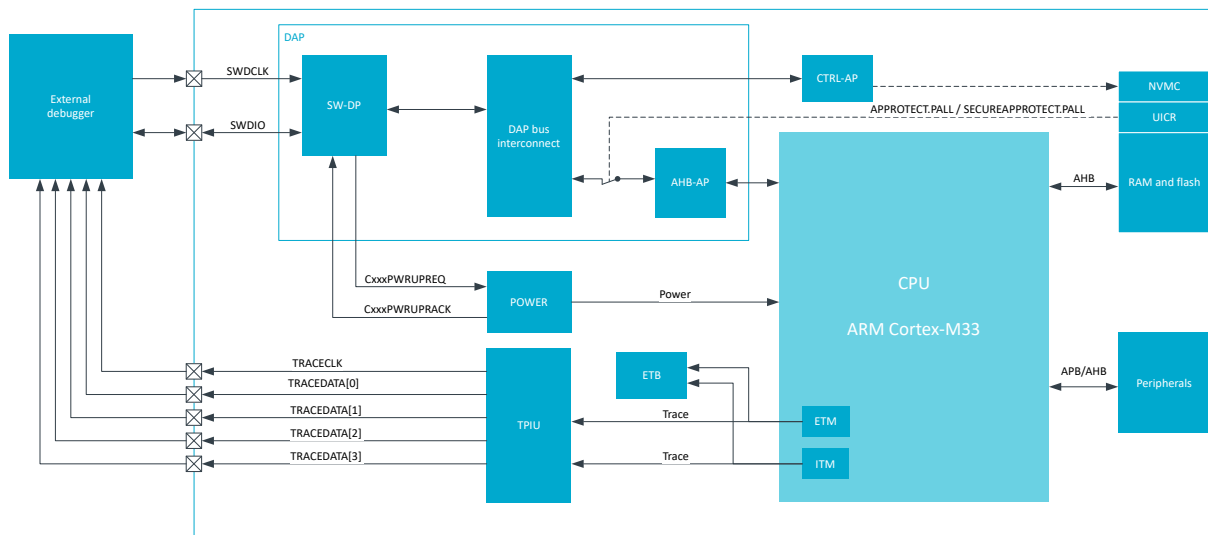 DAP
External
debugger
SWDCLK
SWDIO
SW-DP
DAP bus
interconnect
CTRL-AP
AHB-AP
APPROTECT.PALL / SECUREAPPROTECT.PALL
NVMC
UICR
RAM and flash
AHB
CxxxPWRUPREQ
CxxxPWRUPRACK
POWER
Power
CPU
ARM Cortex-M33
TRACECLK
TRACEDATA[0]
TRACEDATA[1]
TRACEDATA[2]
TRACEDATA[3]
TPIU
ETB
Trace
Trace
ETM
ITM
APB/AHB
Peripherals